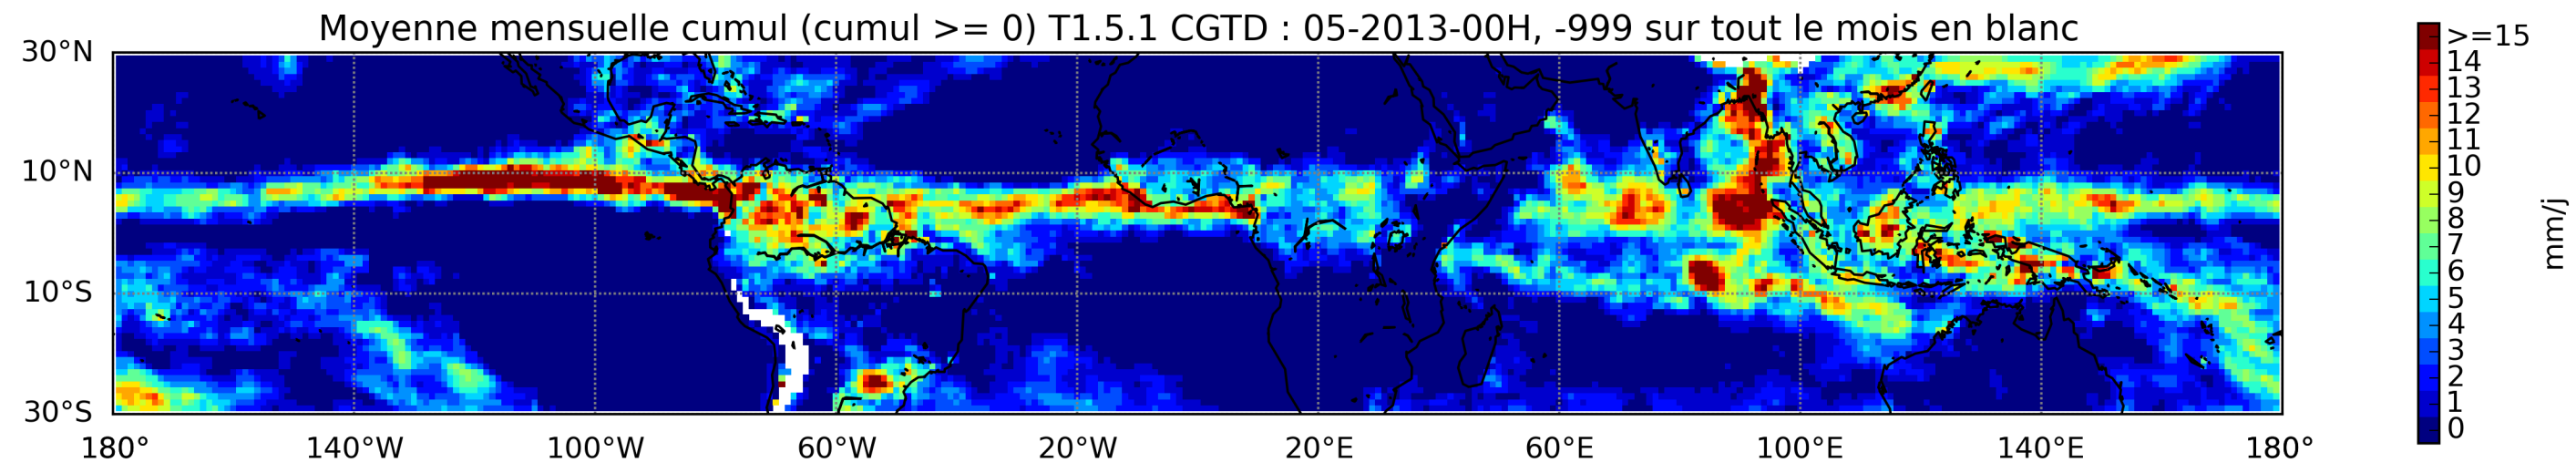 Moyenne mensuelle cumul (cumul >= 0) T1.5.1 CGTD : 05-2013-00H, -999 sur tout le mois en blanc
30°N
10°N
10°S
30°S
180° 140°W 100°W 60°W 20°W 20°E 60°E 100°E 140°E 180°
>=15
14
13
12
11
10
9
8
7
6
5
4
3
2
1
0
mm/j